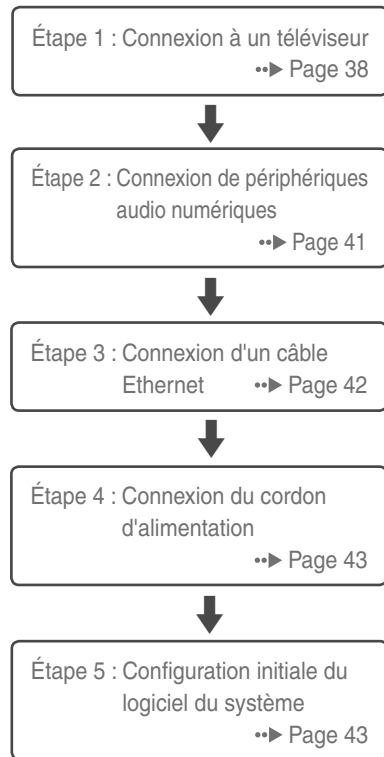 Étape 1 : Connexion à un téléviseur
••▶ Page 38
Étape 2 : Connexion de périphériques
audio numériques
••▶ Page 41
Étape 3 : Connexion d'un câble
Ethernet ••▶ Page 42
Étape 4 : Connexion du cordon
d'alimentation
••▶ Page 43
Étape 5 : Configuration initiale du
logiciel du système
••▶ Page 43